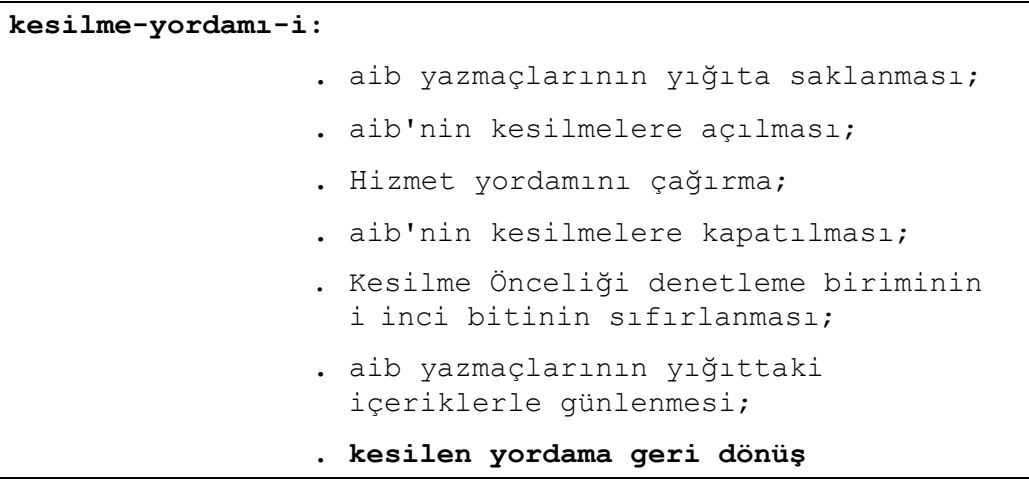 kesilme-yordamı-i:
. aib yazmaçlarının yığıta saklanması;
. aib'nin kesilmelere açılması;
. Hizmet yordamını çağırma;
. aib'nin kesilmelere kapatılması;
. Kesilme Önceliği denetleme biriminin
i inci bitinin sıfırlanması;
. aib yazmaçlarının yığıttaki
içeriklerle günlenmesi;
. kesilen yordama geri dönüş